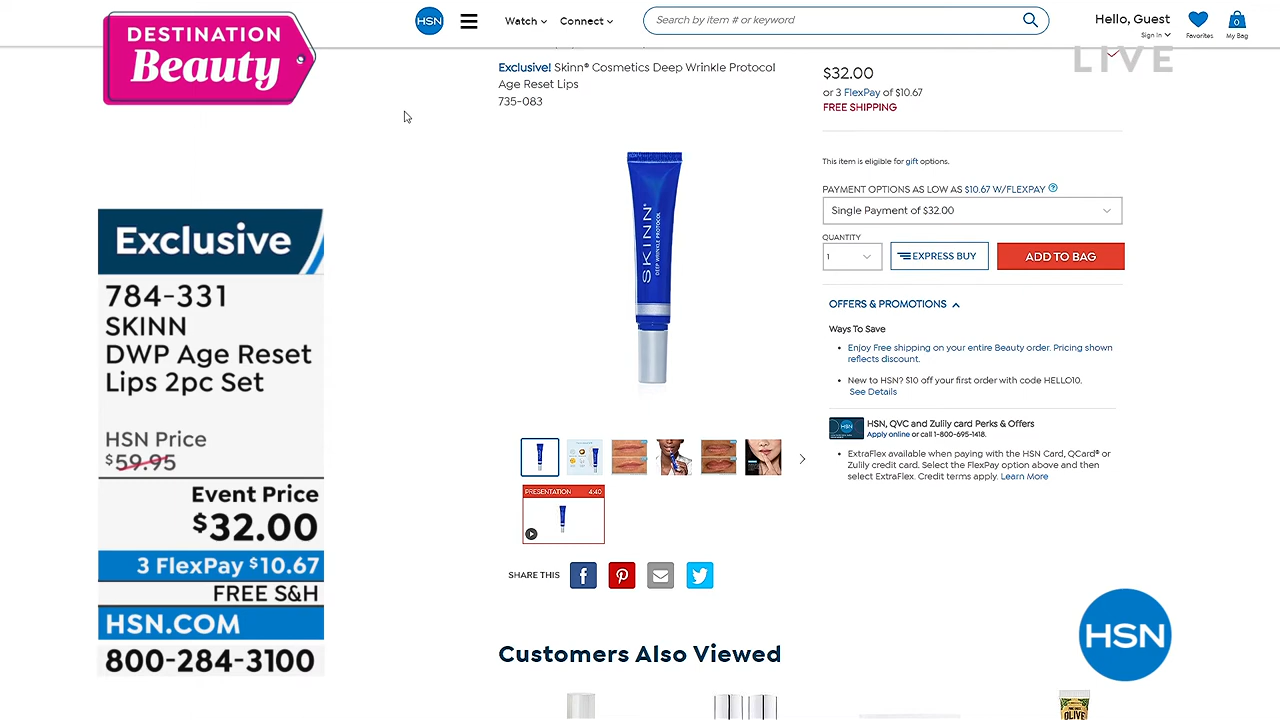 DESTINATION
Beauty
HSN
Watch
Connect
Search by item # or keyword
Hello, Guest
Sign In
Favorites
0
My Bag
LIVE
Exclusive! Skinn® Cosmetics Deep Wrinkle Protocol
Age Reset Lips
735-083
$32.00
or 3 FlexPay of $10.67
FREE SHIPPING
This item is eligible for gift options.
PAYMENT OPTIONS AS LOW AS $10.67 W/FLEXPAY ?
Single Payment of $32.00
QUANTITY
1
EXPRESS BUY
ADD TO BAG
OFFERS & PROMOTIONS
Ways To Save
Enjoy Free shipping on your entire Beauty order. Pricing shown
reflects discount.
New to HSN? $10 off your first order with code HELLO10.
See Details
HSN
HSN, QVC and Zulily card Perks & Offers
Apply online or call 1-800-695-1418.
ExtraFlex available when paying with the HSN Card, QCard® or
Zulily credit card. Select the FlexPay option above and then
select ExtraFlex. Credit terms apply. Learn More
SKINN®
DEEP WRINKLE PROTOCOL
PRESENTATION 4:40
SHARE THIS
Customers Also Viewed
OLIVE
Exclusive
784-331
SKINN
DWP Age Reset
Lips 2pc Set
HSN Price
$59.95
Event Price
$32.00
3 FlexPay $10.67
FREE S&H
HSN.COM
800-284-3100
HSN